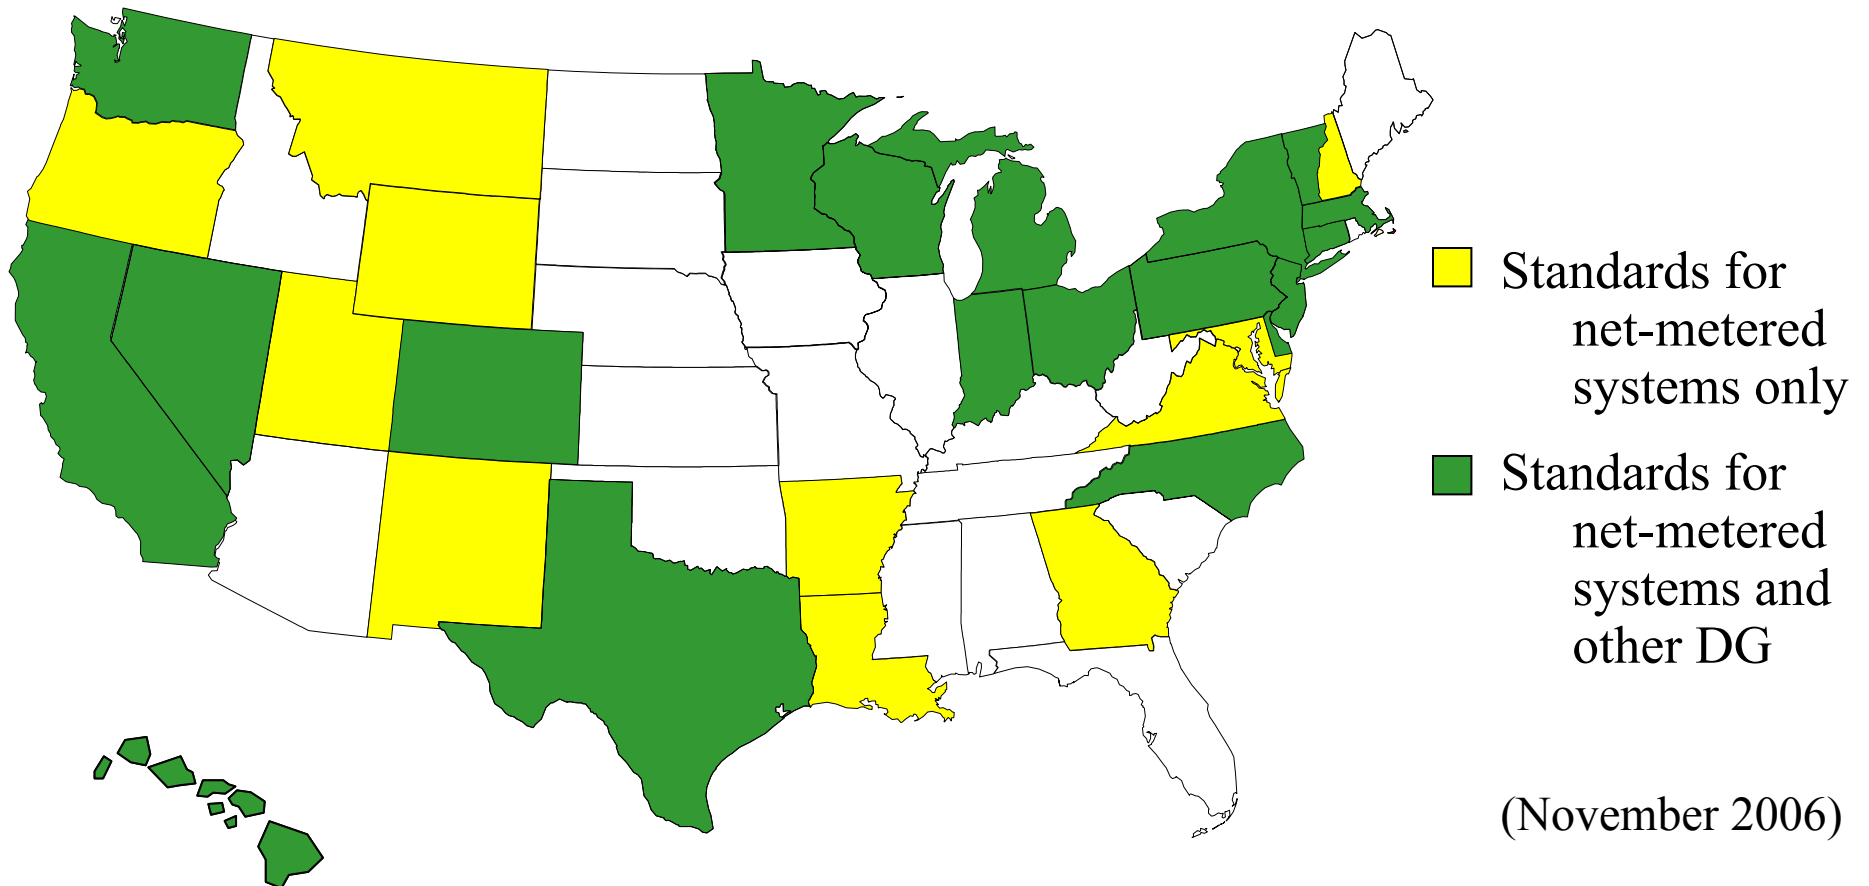 Standards for
net-metered
systems only
Standards for
net-metered
systems and
other DG
(November 2006)